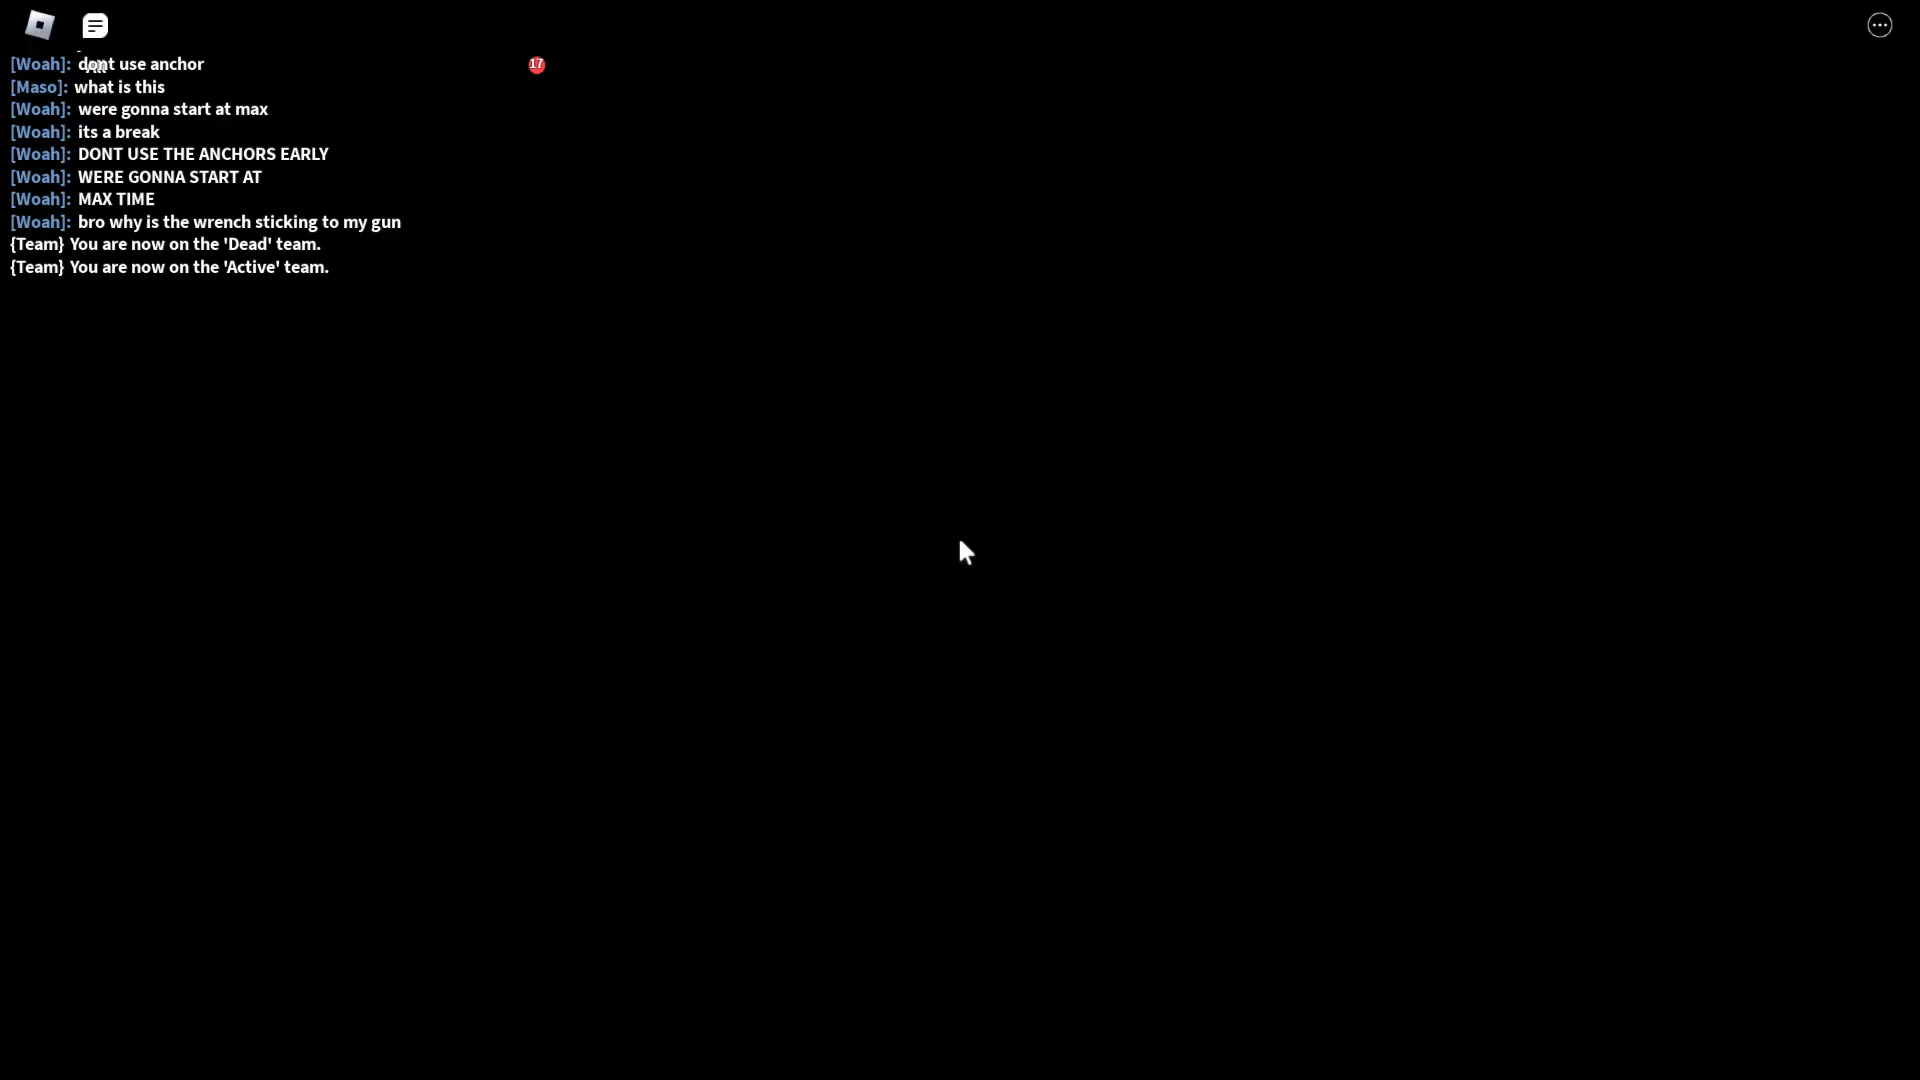 [Woah]: dont use anchor
17
[Maso]: what is this
[Woah]: were gonna start at max
[Woah]: its a break
[Woah]: DONT USE THE ANCHORS EARLY
[Woah]: WERE GONNA START AT
[Woah]: MAX TIME
[Woah]: bro why is the wrench sticking to my gun
{Team} You are now on the 'Dead' team.
{Team} You are now on the 'Active' team.